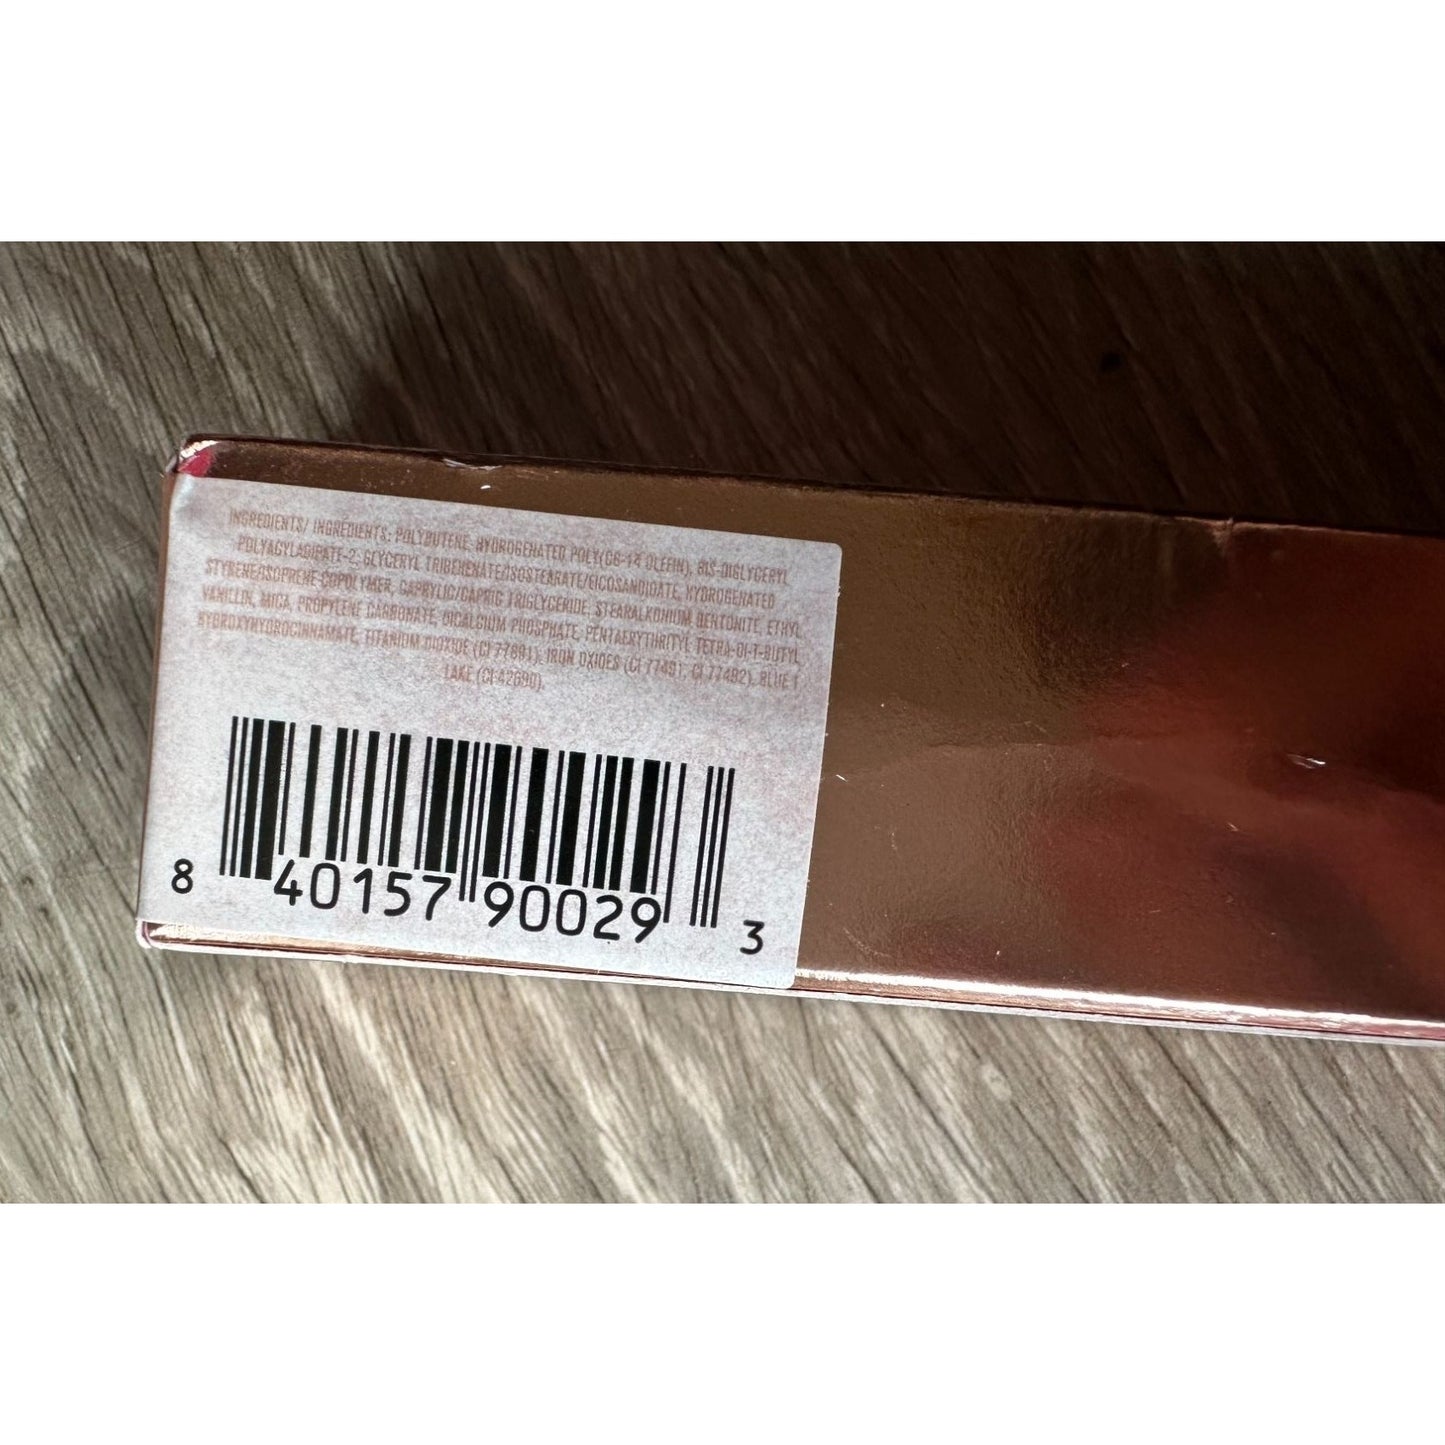 INGREDIENTS/ INGRÉDIENTS: POLYBUTENE, HYDROGENATED POLY(C6-14 OLEFIN), BIS-DIGLYCERYL
POLYACYLADIPATE-2, GLYCERYL TRIBEHENATE/ISOSTEARATE/EICOSANDIOATE, HYDROGENATED
STYRENE/ISOPRENE COPOLYMER, CAPRYLIC/CAPRIC TRIGLYCERIDE, STEARALKONIUM BENTONITE, ETHYL
VANILLIN, MICA, PROPYLENE CARBONATE, DICALCIUM PHOSPHATE, PENTAERYTHRITYL TETRA-DI-T-BUTYL
HYDROXYHYDROCINNAMATE, TITANIUM DIOXIDE (CI 77891), IRON OXIDES (CI 77491, CI 77492), BLUE 1
LAKE (CI 42090).
8 40157 90029 3